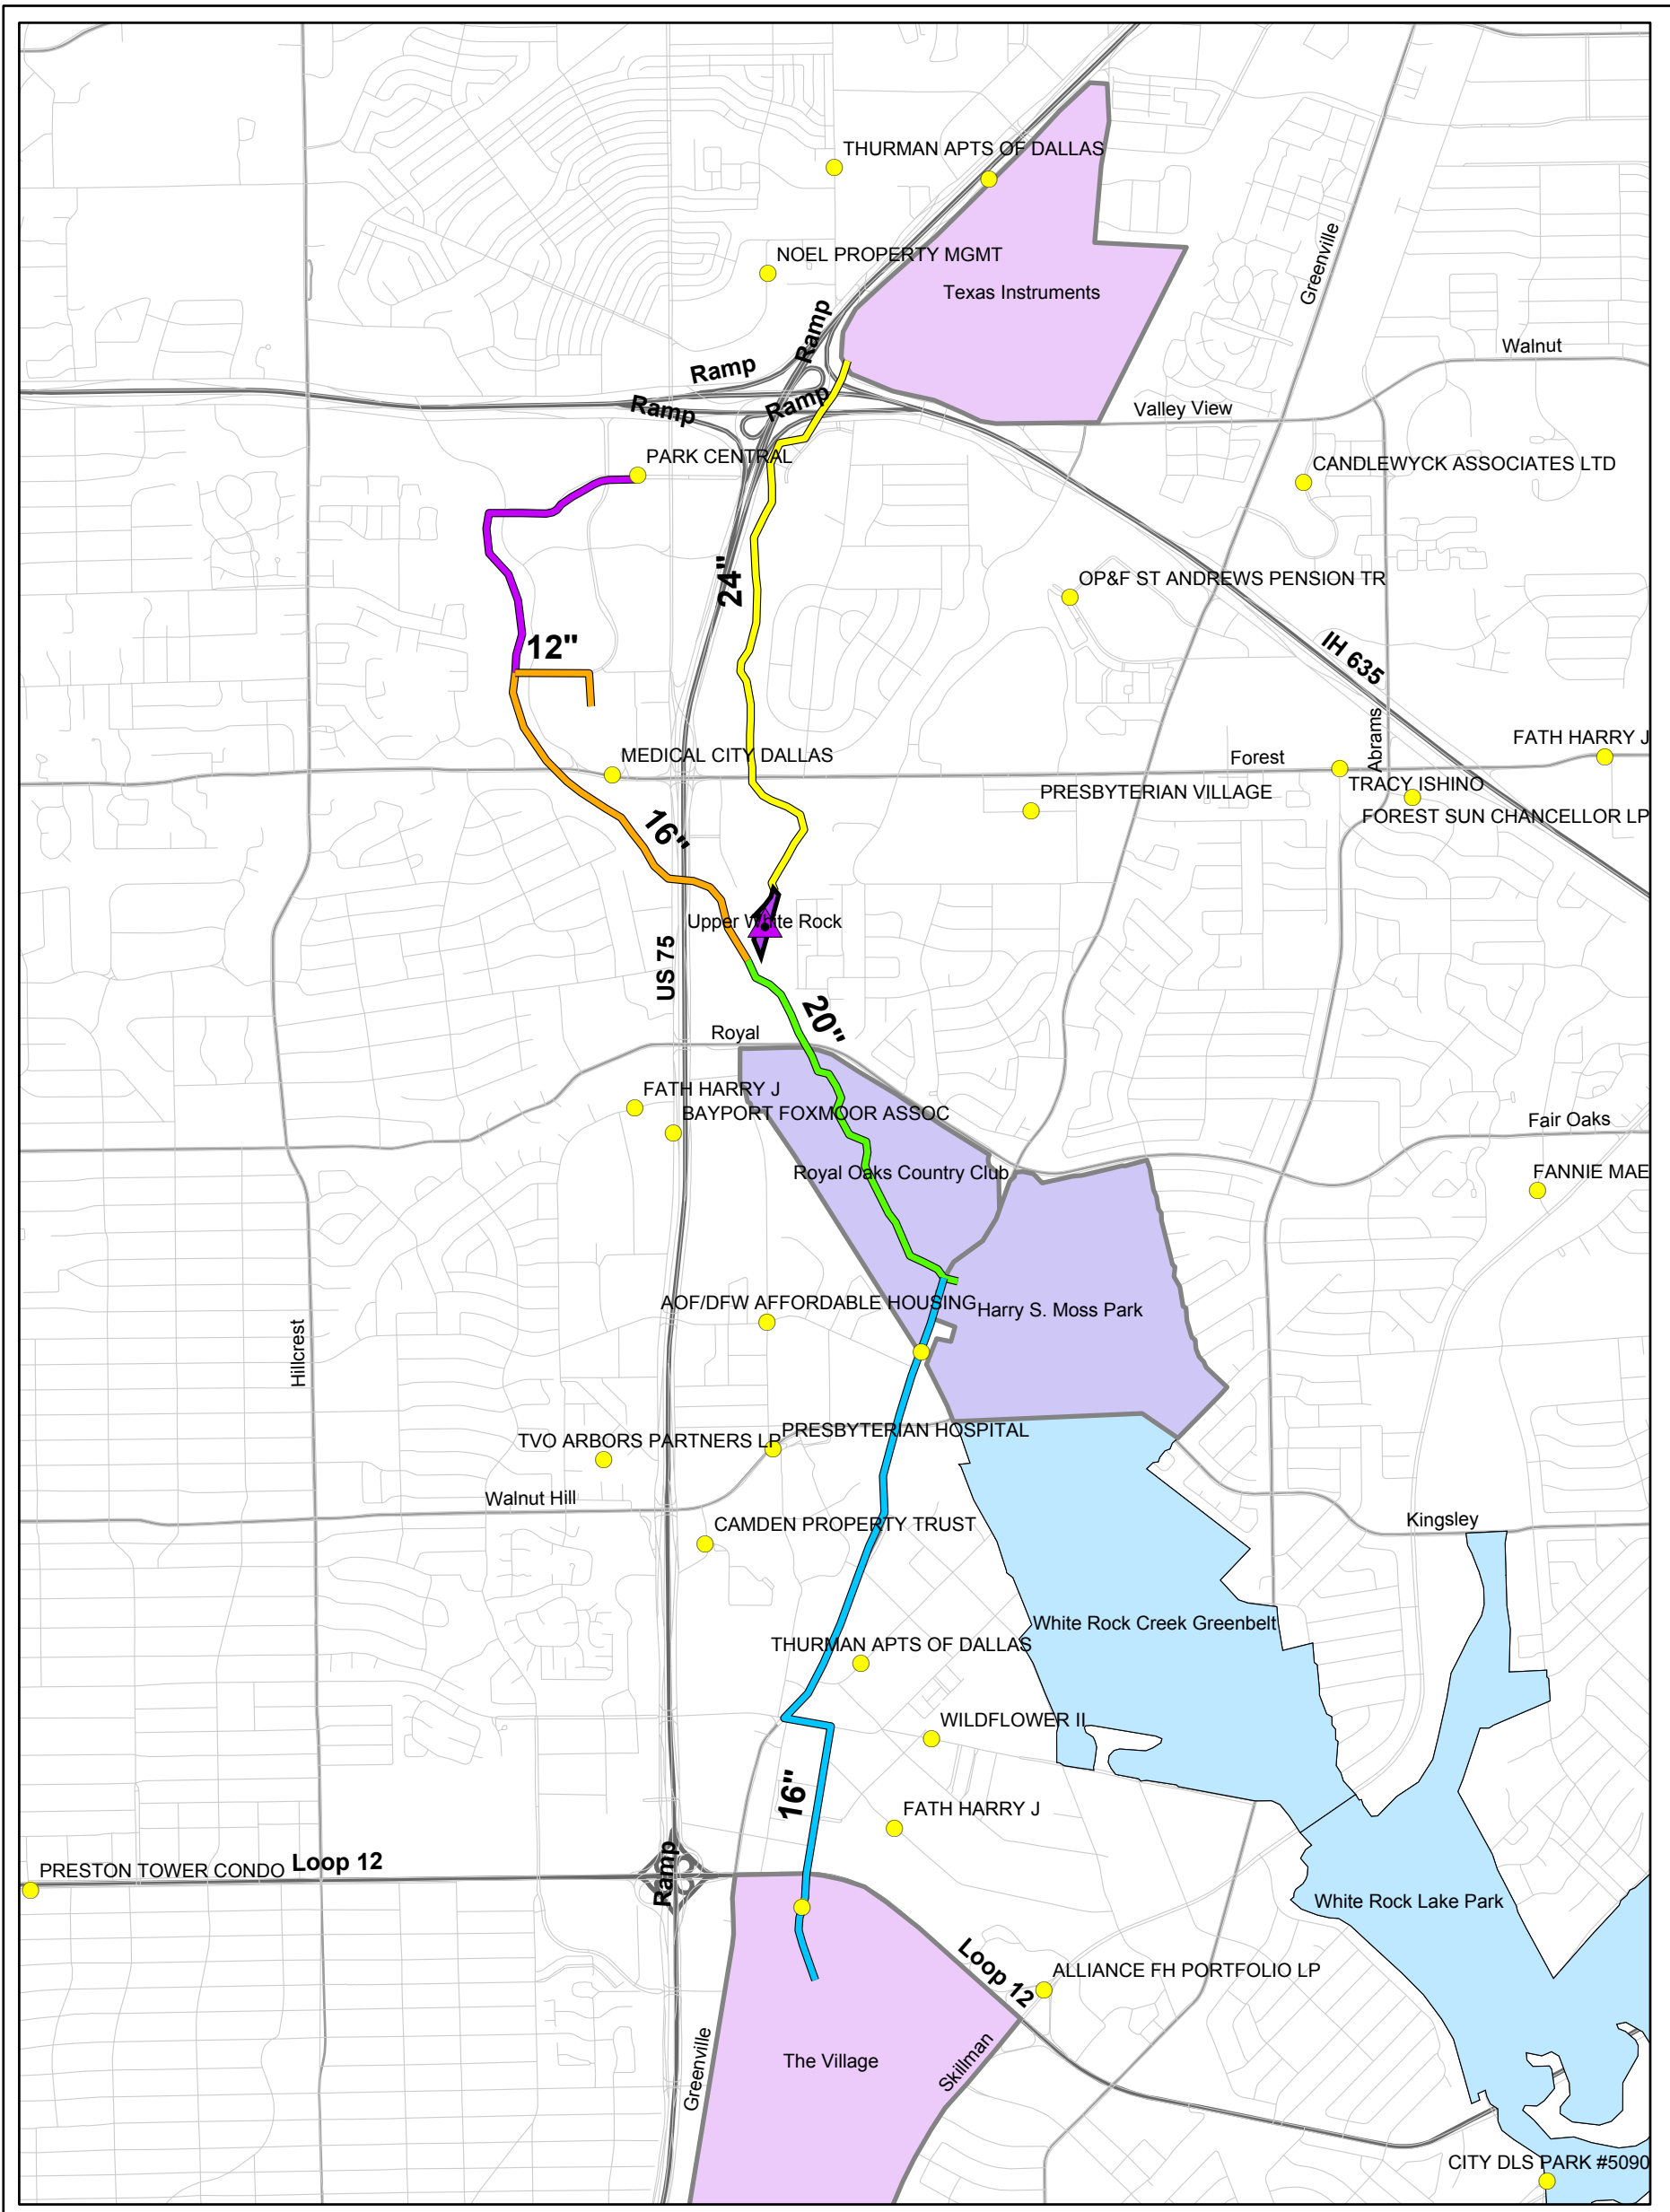 THURMAN APTS OF DALLAS
NOEL PROPERTY MGMT
Texas Instruments
Greenville
Ramp
Ramp
Walnut
Ramp
Ramp
Valley View
PARK CENTRAL
CANDLEWYCK ASSOCIATES LTD
24"
OP&F ST ANDREWS PENSION TR
12"
IH 635
Abrams
FATH HARRY J
MEDICAL CITY DALLAS
Forest
TRACY ISHINO
PRESBYTERIAN VILLAGE
FOREST SUN CHANCELLOR LP
16"
Upper White Rock
US 75
20"
Royal
FATH HARRY J
BAYPORT FOXMOOR ASSOC
Fair Oaks
Royal Oaks Country Club
FANNIE MAE
AOF/DFW AFFORDABLE HOUSING
Harry S. Moss Park
Hillcrest
PRESBYTERIAN HOSPITAL
TVO ARBORS PARTNERS LP
Walnut Hill
CAMDEN PROPERTY TRUST
Kingsley
White Rock Creek Greenbelt
THURMAN APTS OF DALLAS
WILDFLOWER II
16"
FATH HARRY J
PRESTON TOWER CONDO
Loop 12
Ramp
White Rock Lake Park
Loop 12
ALLIANCE FH PORTFOLIO LP
The Village
Greenville
Skillman
CITY DLS PARK #5090